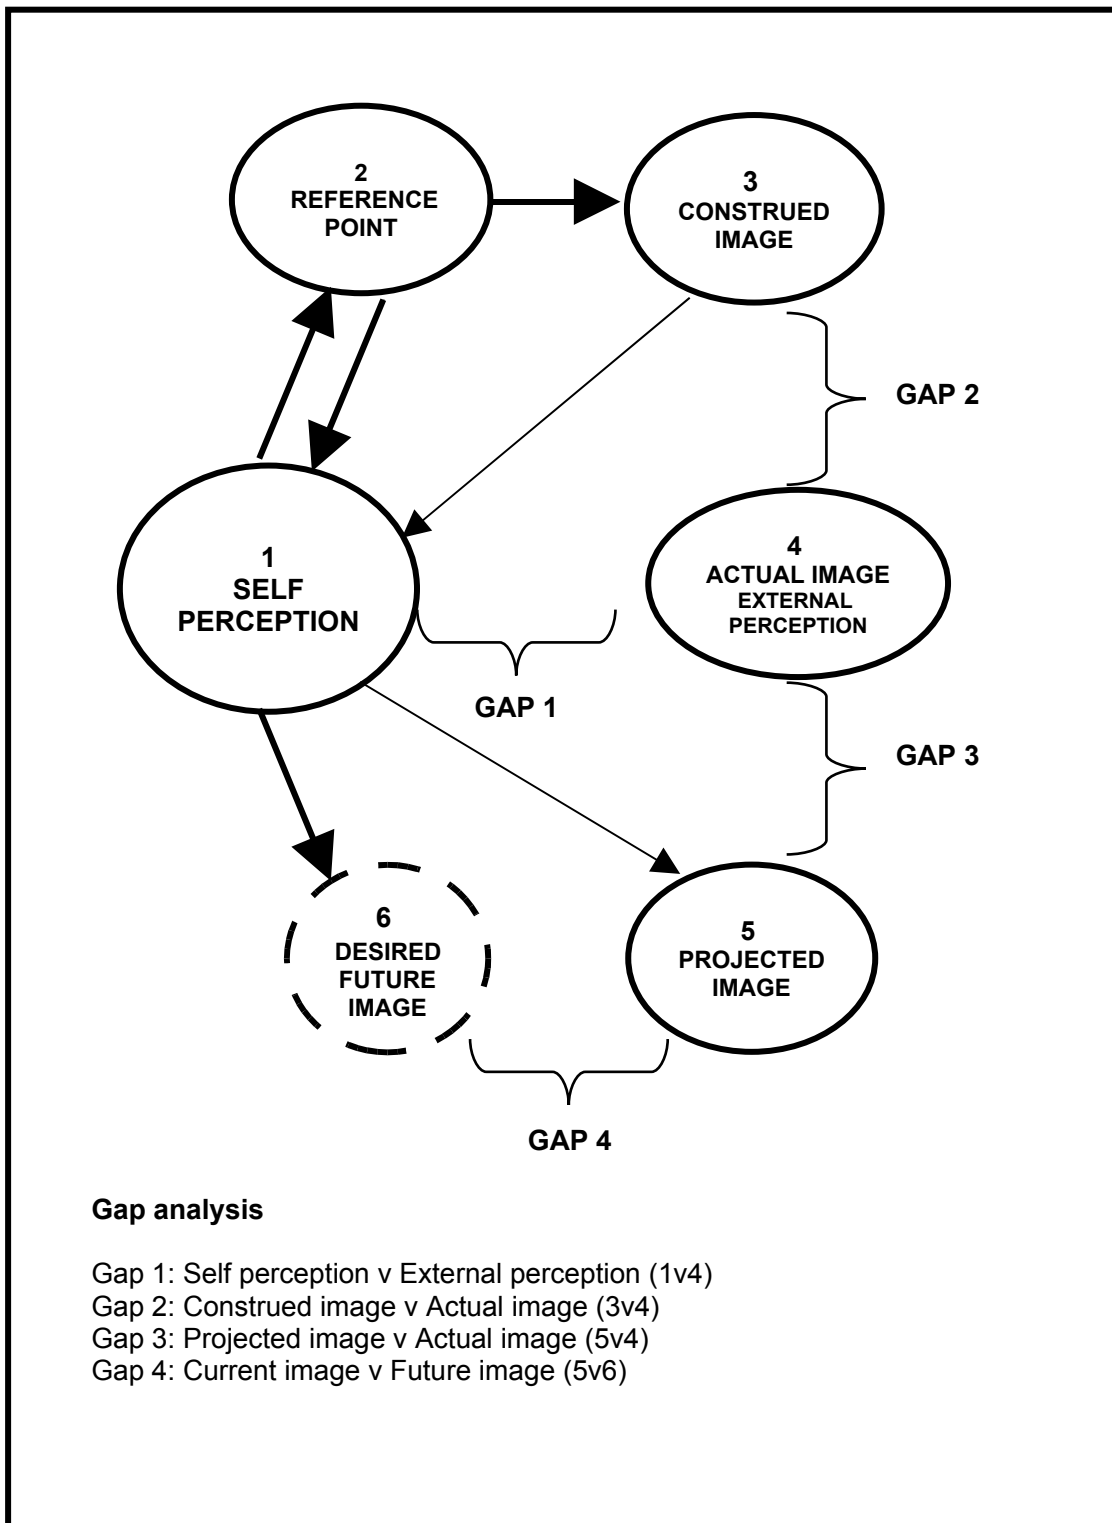 2
REFERENCE
POINT
3
CONSTRUED
IMAGE
GAP 2
1
SELF
PERCEPTION
4
ACTUAL IMAGE
EXTERNAL
PERCEPTION
GAP 1
GAP 3
6
DESIRED
FUTURE
IMAGE
5
PROJECTED
IMAGE
GAP 4
Gap analysis
Gap 1: Self perception v External perception (1v4)
Gap 2: Construed image v Actual image (3v4)
Gap 3: Projected image v Actual image (5v4)
Gap 4: Current image v Future image (5v6)